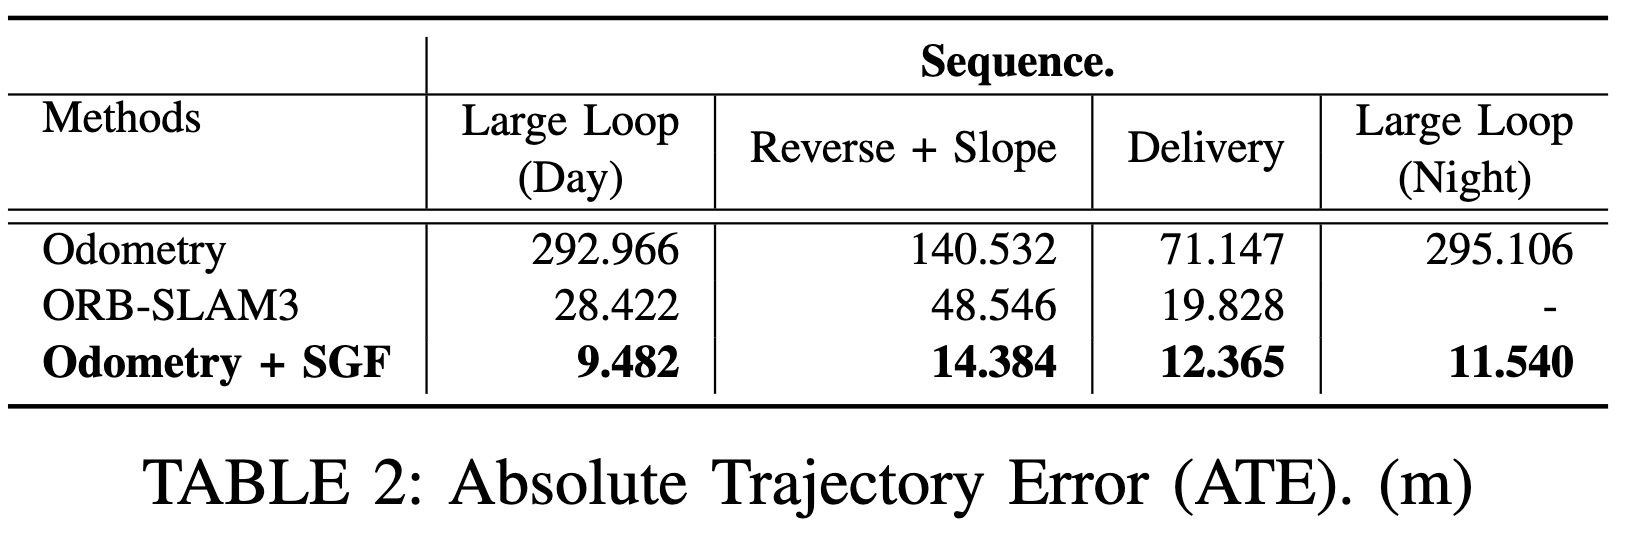 Sequence.
Methods Large Loop (Day) Reverse + Slope Delivery Large Loop (Night)
Odometry 292.966 140.532 71.147 295.106
ORB-SLAM3 28.422 48.546 19.828 -
Odometry + SGF 9.482 14.384 12.365 11.540
TABLE 2: Absolute Trajectory Error (ATE). (m)